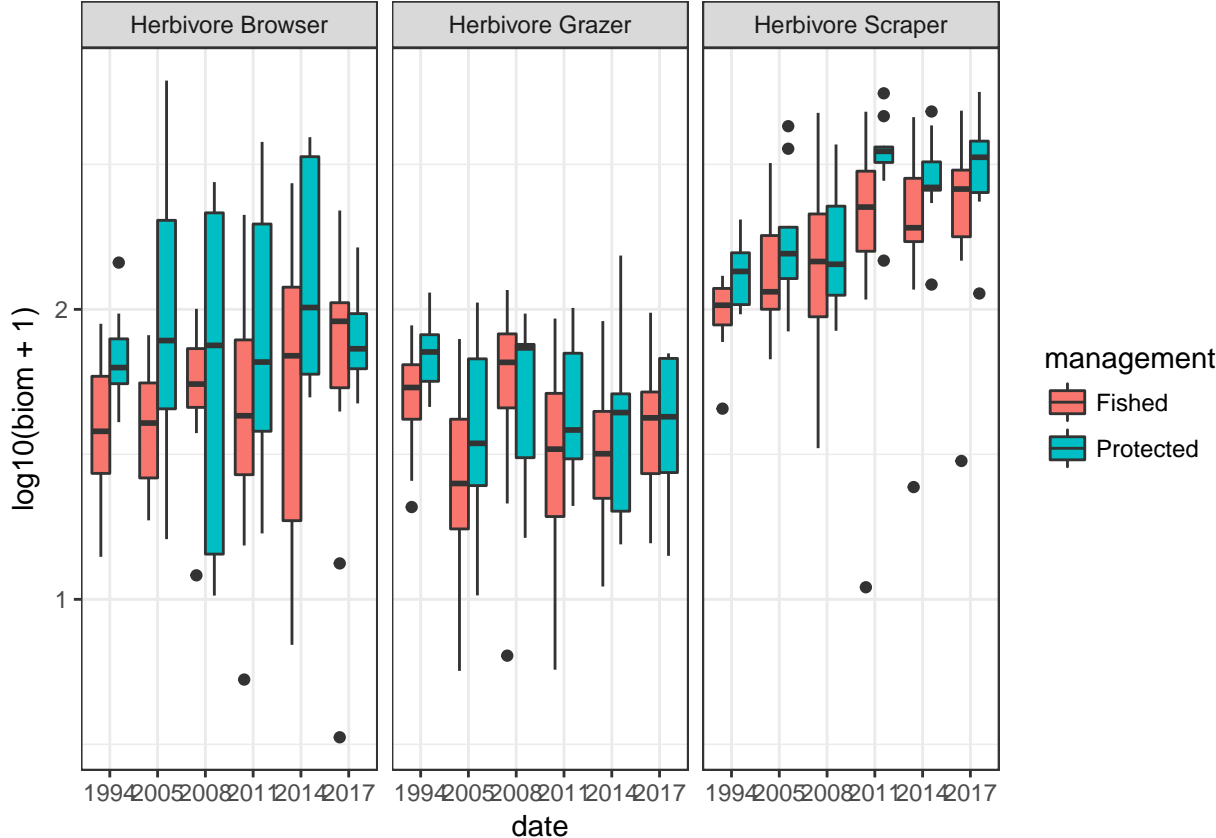 Herbivore Browser Herbivore Grazer Herbivore Scraper
log10(biom + 1)
2
1
1994 2005 2008 2011 2014 2017 1994 2005 2008 2011 2014 2017 1994 2005 2008 2011 2014 2017
date
management
Fished
Protected